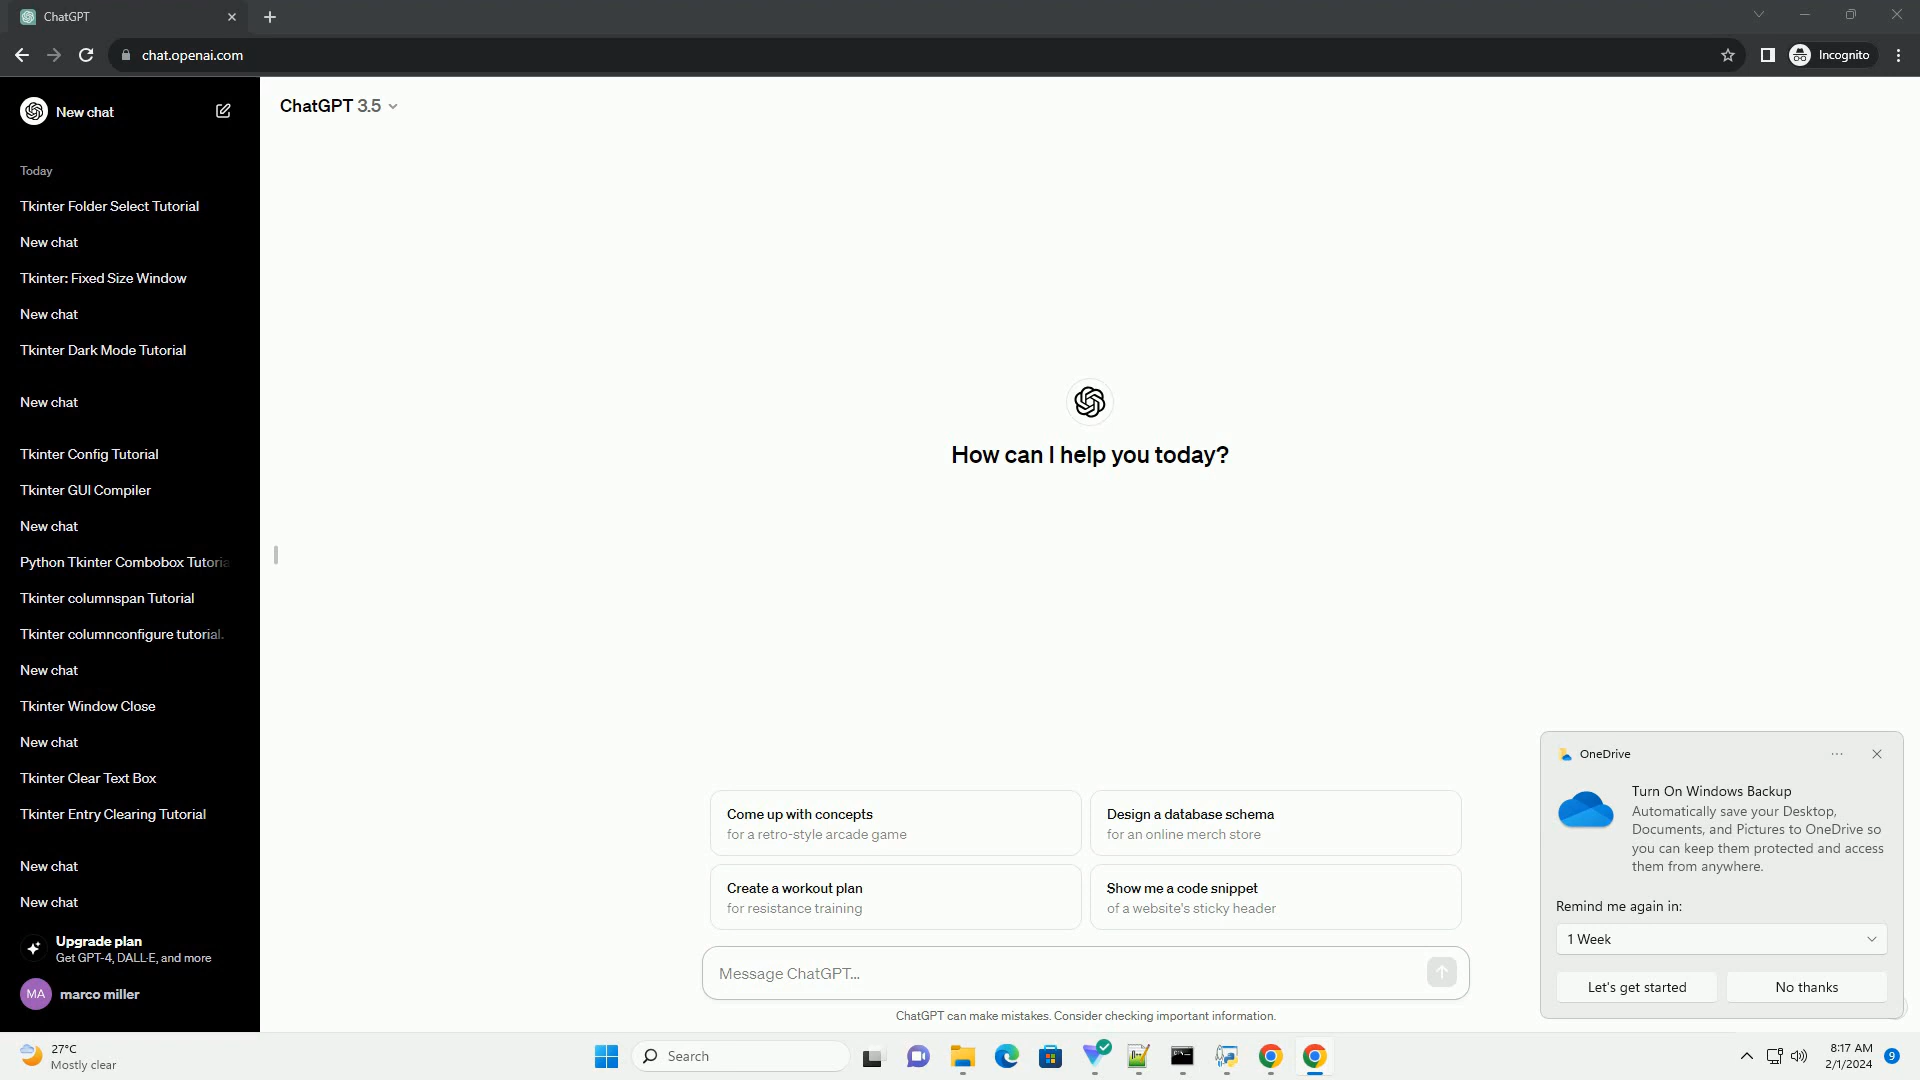 ChatGPT
chat.openai.com
Incognito
New chat
Today
Tkinter Folder Select Tutorial
New chat
Tkinter: Fixed Size Window
New chat
Tkinter Dark Mode Tutorial
New chat
Tkinter Config Tutorial
Tkinter GUI Compiler
New chat
Python Tkinter Combobox Tutoria
Tkinter columnspan Tutorial
Tkinter columnconfigure tutorial.
New chat
Tkinter Window Close
New chat
Tkinter Clear Text Box
Tkinter Entry Clearing Tutorial
New chat
New chat
Upgrade plan
Get GPT-4, DALL·E, and more
MA marco miller
ChatGPT 3.5
How can I help you today?
Come up with concepts
for a retro-style arcade game
Design a database schema
for an online merch store
Create a workout plan
for resistance training
Show me a code snippet
of a website's sticky header
Message ChatGPT...
ChatGPT can make mistakes. Consider checking important information.
OneDrive
Turn On Windows Backup
Automatically save your Desktop,
Documents, and Pictures to OneDrive so
you can keep them protected and access
them from anywhere.
Remind me again in:
1 Week
Let's get started
No thanks
27°C
Mostly clear
Search
8:17 AM
2/1/2024
9